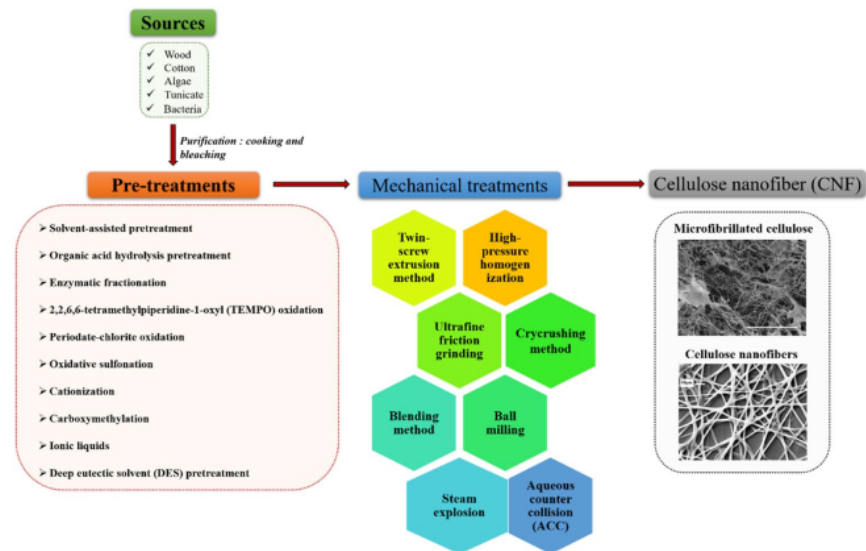 Sources
✓ Wood
✓ Cotton
✓ Algae
✓ Tunicate
✓ Bacteria
Purification : cooking and
bleaching
Pre-treatments
Mechanical treatments
Cellulose nanofiber (CNF)
➢ Solvent-assisted pretreatment
➢ Organic acid hydrolysis pretreatment
➢ Enzymatic fractionation
➢ 2,2,6,6-tetramethylpiperidine-1-oxyl (TEMPO) oxidation
➢ Periodate-chlorite oxidation
➢ Oxidative sulfonation
➢ Cationization
➢ Carboxymethylation
➢ Ionic liquids
➢ Deep eutectic solvent (DES) pretreatment
Twin-
screw
extrusion
method
High-
pressure
homogen
ization
Ultrafine
friction
grinding
Crycrushing
method
Blending
method
Ball
milling
Steam
explosion
Aqueous
counter
collision
(ACC)
Microfibrillated cellulose
Cellulose nanofibers